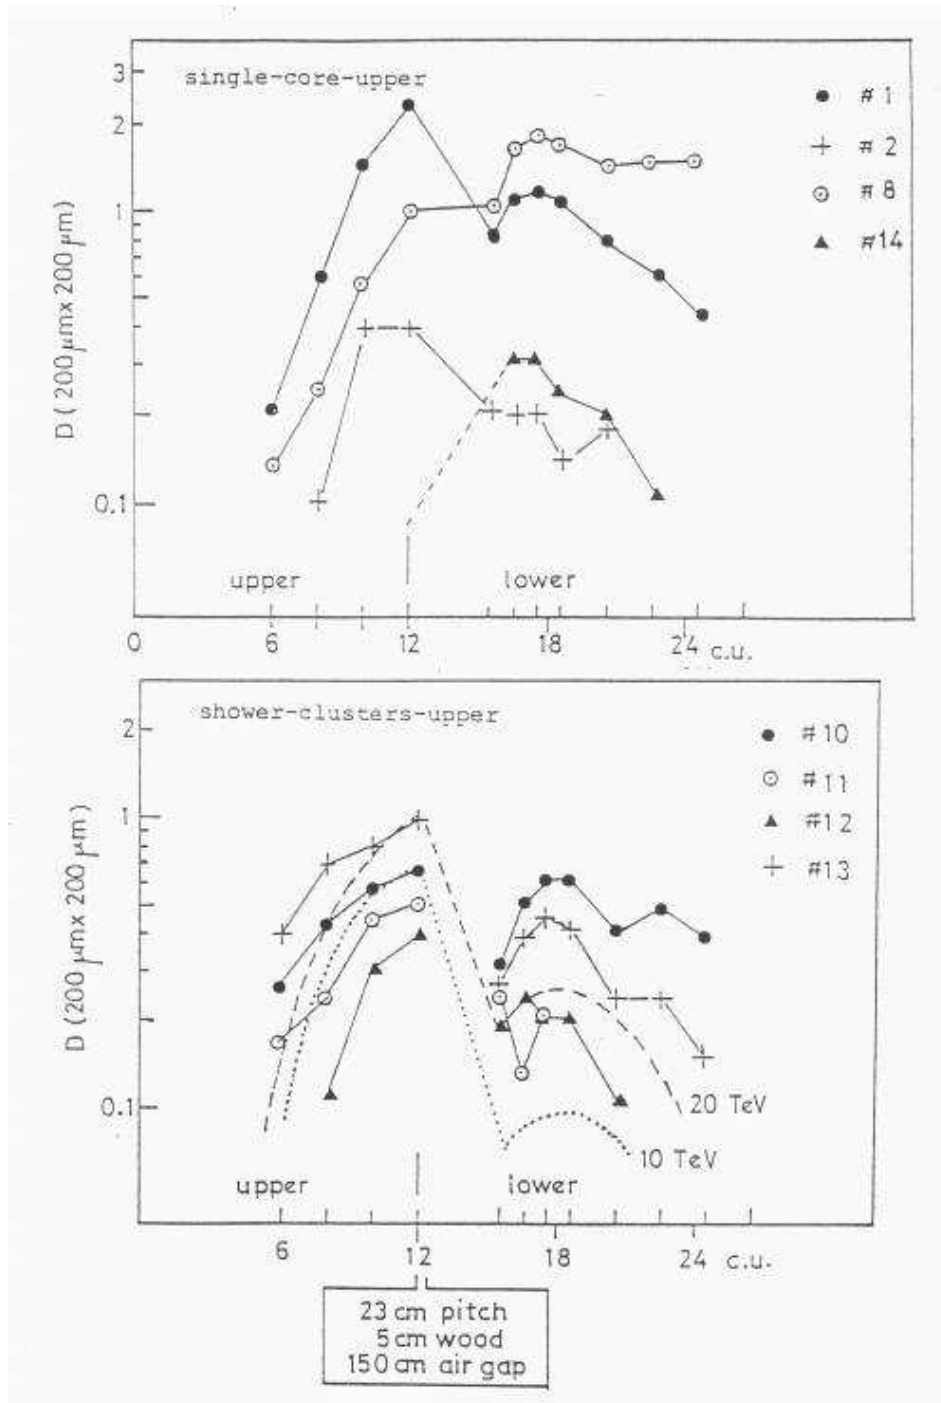 single-core-upper
3
2
1
0.1
D (200 µm x 200 µm)
# 1
# 2
# 8
#14
upper
lower
0 6 12 18 24 c.u.
shower-clusters-upper
2
1
0.1
D (200 µm x 200 µm)
#10
#11
#12
#13
20 TeV
10 TeV
upper
lower
6 12 18 24 c.u.
23 cm pitch
5 cm wood
150 cm air gap